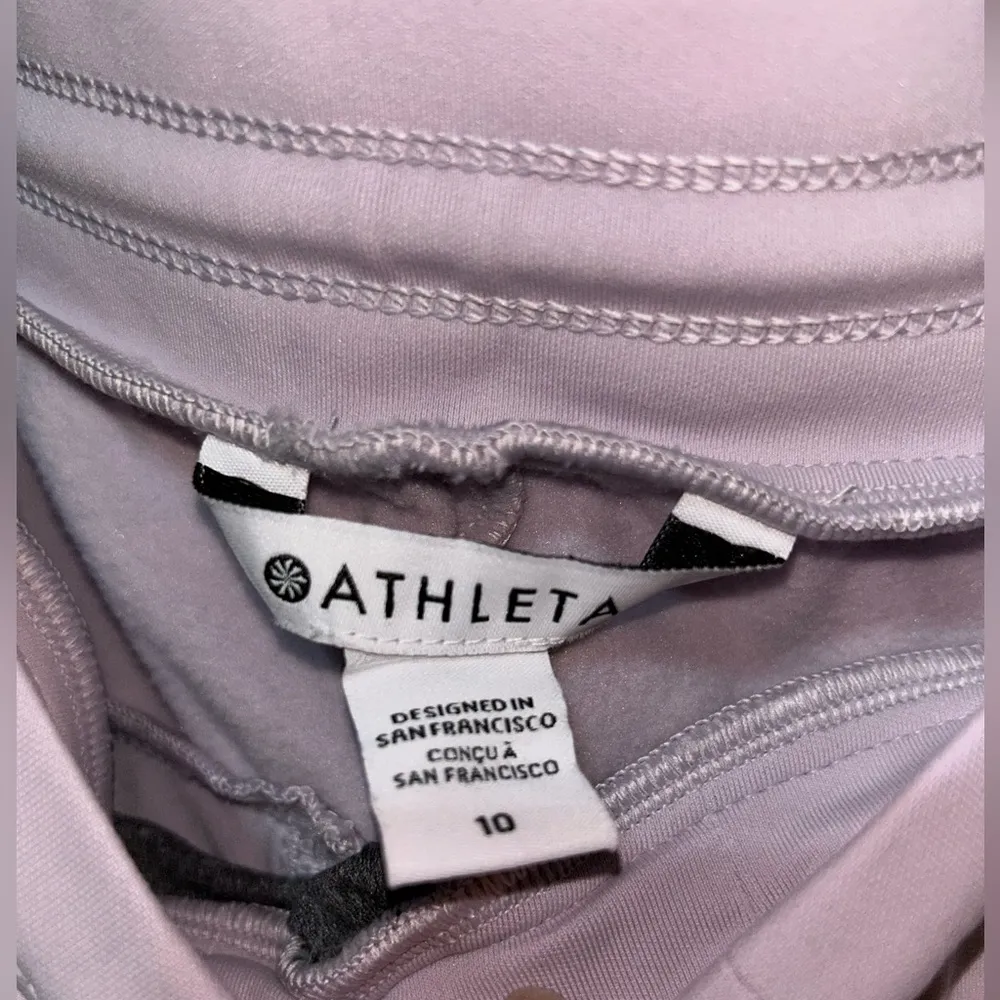 ATHLETA
DESIGNED IN
SAN FRANCISCO
CONÇU À
SAN FRANCISCO
10